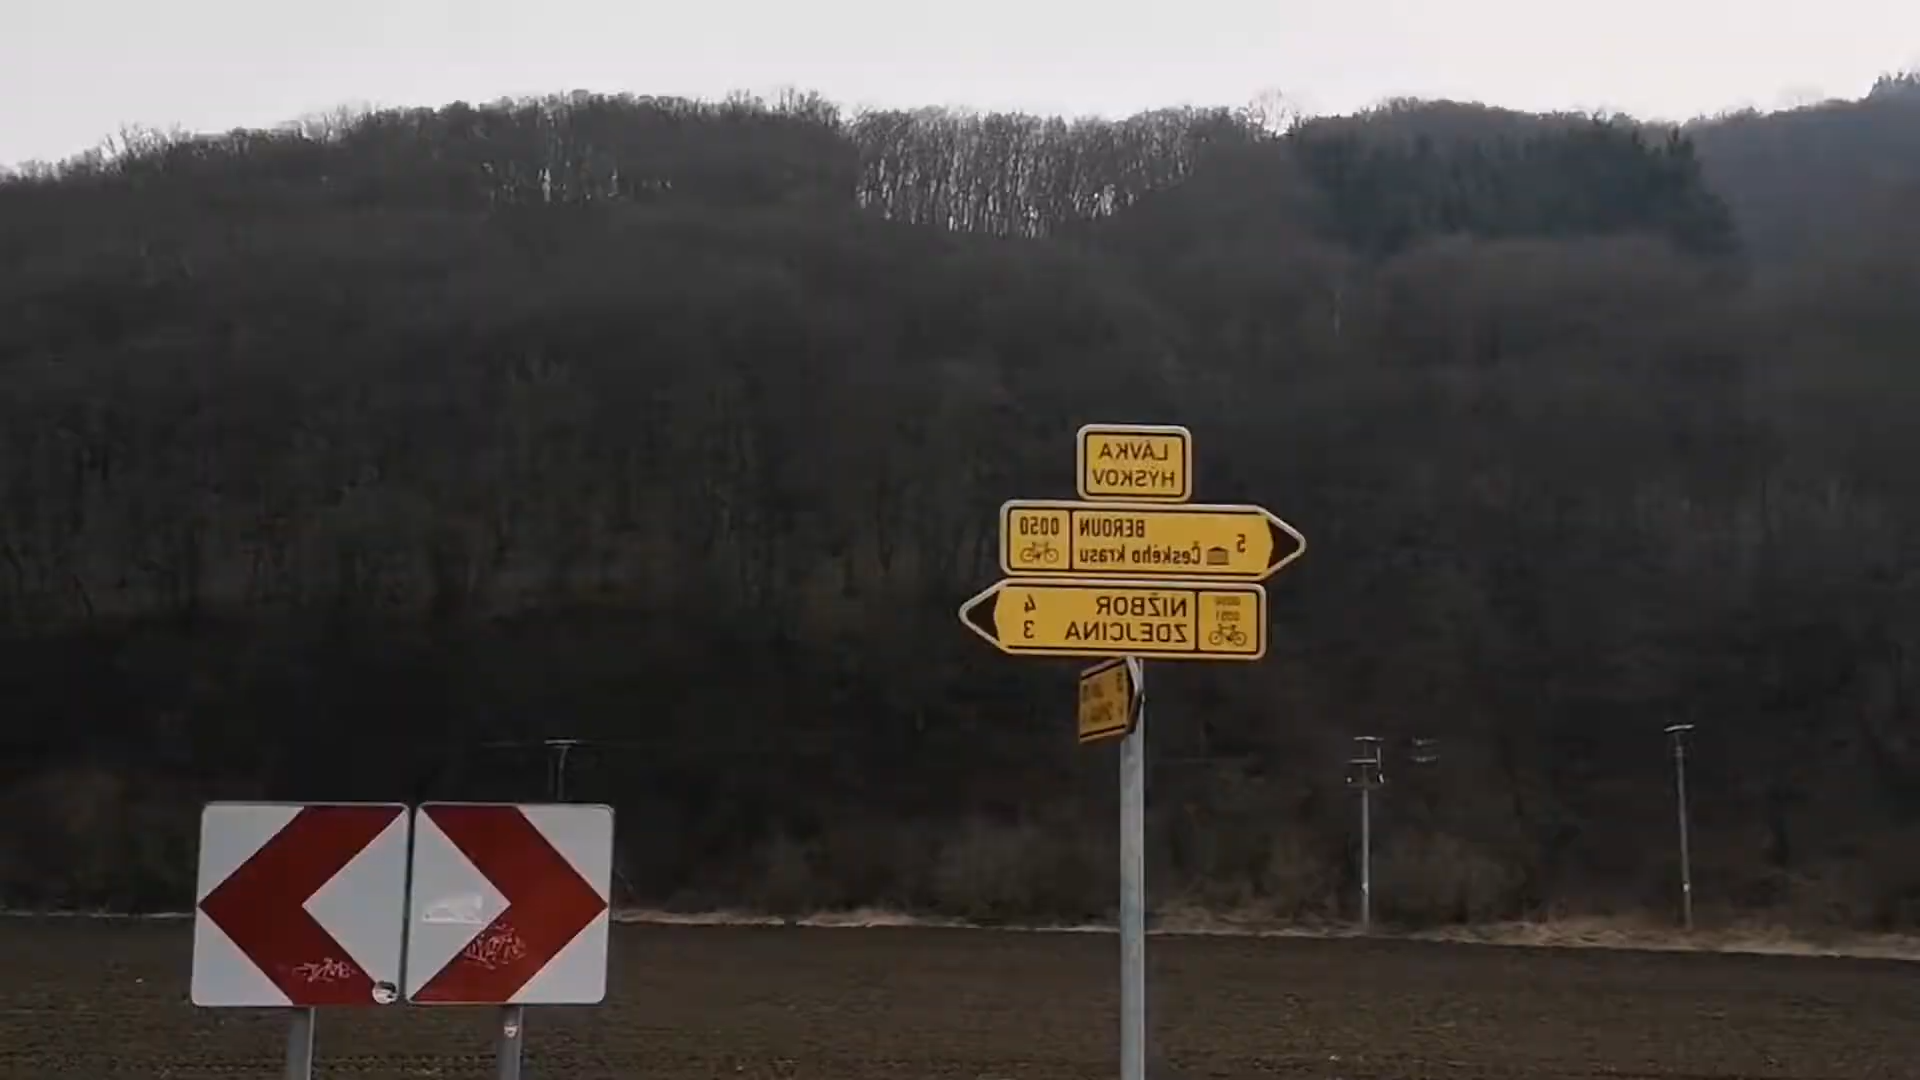 LÁVKA
HÝSKOV
0050 BEROUN 5
Českého krasu
NIŽBOR 4
ZDEJCINA 3